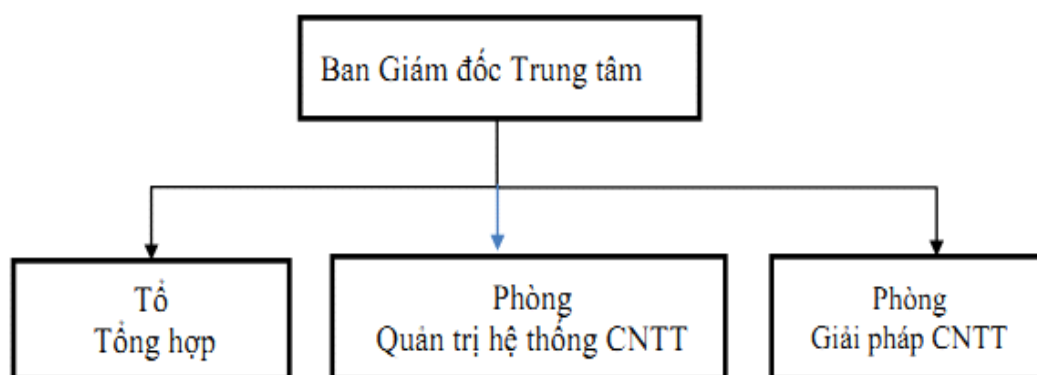 Ban Giám đốc Trung tâm
Tổ
Tổng hợp
Phòng
Quản trị hệ thống CNTT
Phòng
Giải pháp CNTT